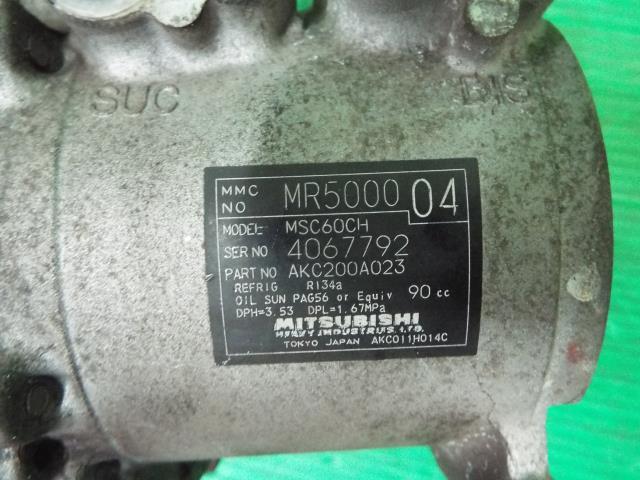 SUC DIS
MMC NO MR5000 04
MODEL MSC60CH
SER NO 4067792
PART NO AKC200A023
REFRIG R134a
OIL SUN PAG56 or Equiv 90 cc
DPH=3.53 DPL=1.67MPa
MITSUBISHI
HEAVY INDUSTRIES, LTD.
TOKYO JAPAN AKC011H014C